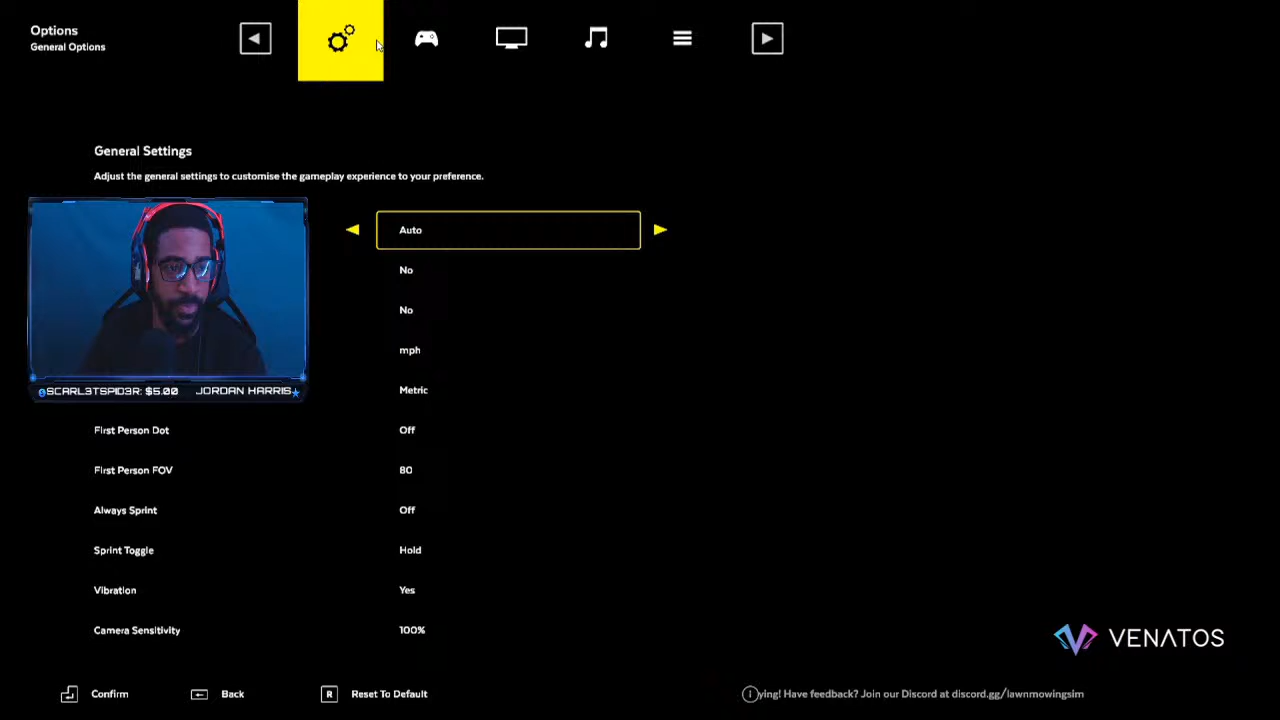 Options
General Options
General Settings
Adjust the general settings to customise the gameplay experience to your preference.
Auto
No
No
mph
Metric
SCARL3TSPID3R: $5.00 JORDAN HARRIS
First Person Dot Off
First Person FOV 80
Always Sprint Off
Sprint Toggle Hold
Vibration Yes
Camera Sensitivity 100%
VENATOS
Confirm
Back
R Reset To Default
ying! Have feedback? Join our Discord at discord.gg/lawnmowingsim